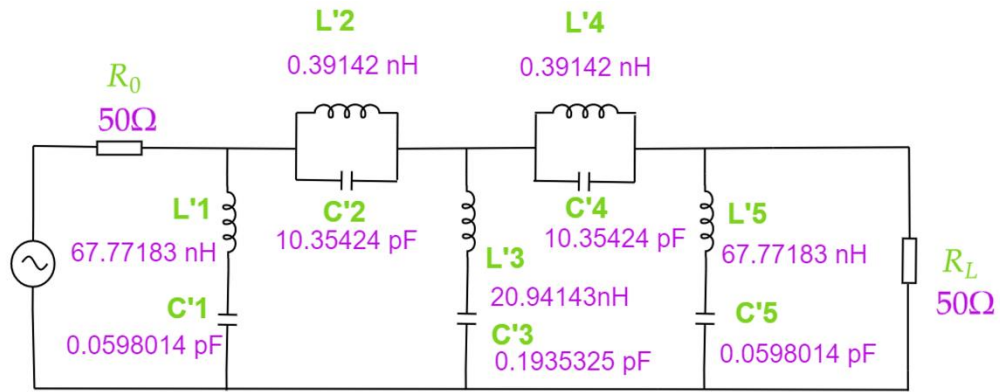 L'2
L'4
0.39142 nH
0.39142 nH
R0
50Ω
L'1
C'2
C'4
L'5
67.77183 nH
10.35424 pF
10.35424 pF
67.77183 nH
L'3
RL
20.94143nH
50Ω
C'1
C'3
C'5
0.0598014 pF
0.1935325 pF
0.0598014 pF